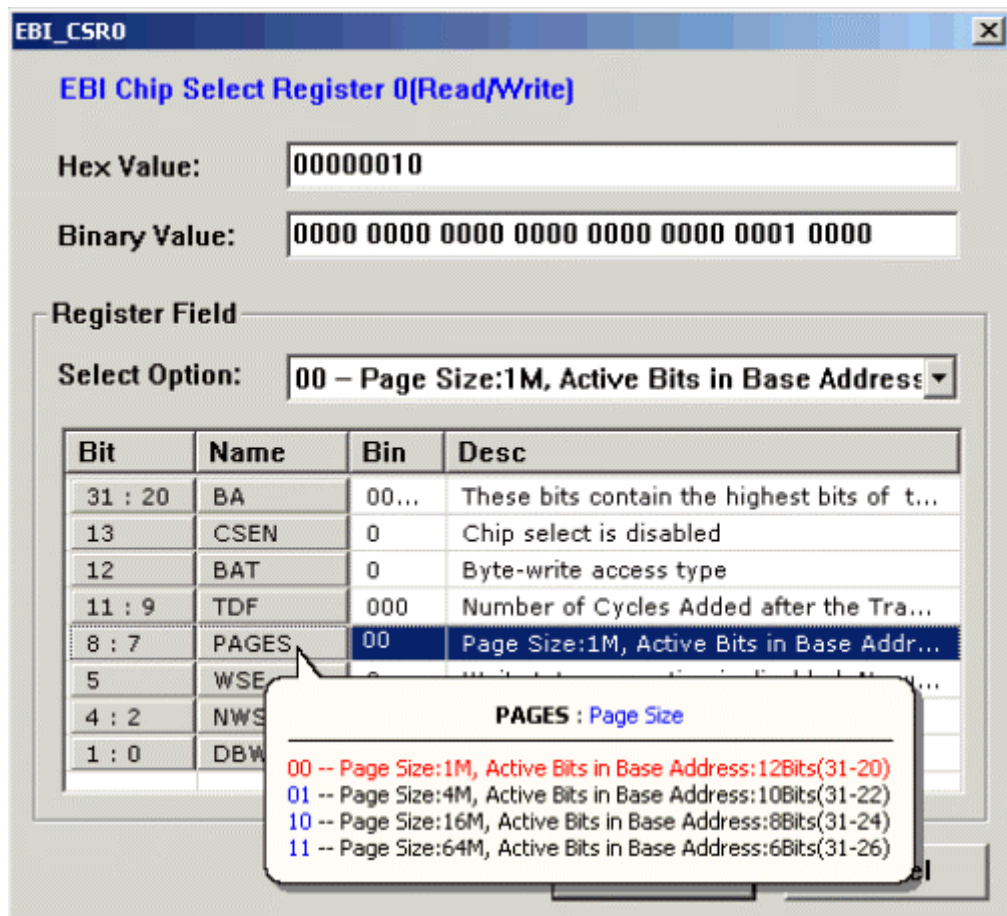 EBI_CSR0
EBI Chip Select Register 0(Read/Write)
Hex Value: 00000010
Binary Value: 0000 0000 0000 0000 0000 0000 0001 0000
Register Field
Select Option: 00 – Page Size:1M, Active Bits in Base Address
Bit Name Bin Desc
31 : 20 BA 00... These bits contain the highest bits of t...
13 CSEN 0 Chip select is disabled
12 BAT 0 Byte-write access type
11 : 9 TDF 000 Number of Cycles Added after the Tra...
8 : 7 PAGES 00 Page Size:1M, Active Bits in Base Addr...
5 WSE
4 : 2 NWS
1 : 0 DBW
PAGES : Page Size
00 -- Page Size:1M, Active Bits in Base Address:12Bits(31-20)
01 -- Page Size:4M, Active Bits in Base Address:10Bits(31-22)
10 -- Page Size:16M, Active Bits in Base Address:8Bits(31-24)
11 -- Page Size:64M, Active Bits in Base Address:6Bits(31-26)